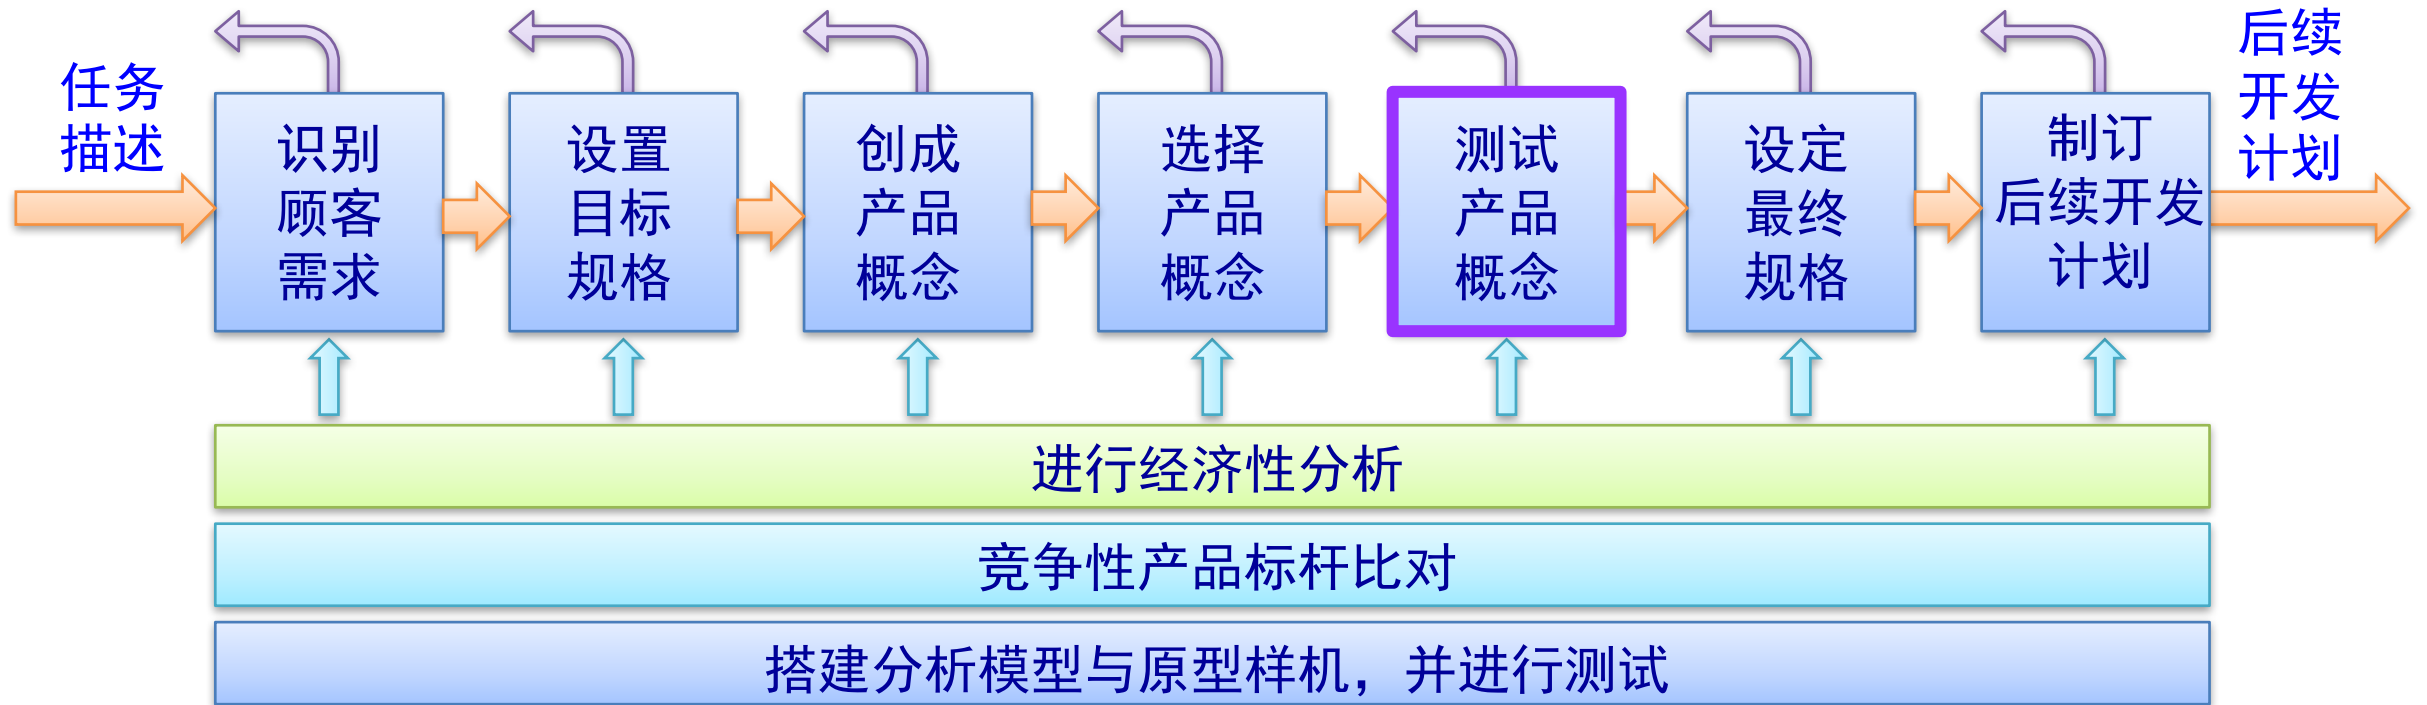 任务
描述
识别
顾客
需求
设置
目标
规格
创成
产品
概念
选择
产品
概念
测试
产品
概念
设定
最终
规格
制订
后续开发
计划
后续
开发
计划
进行经济性分析
竞争性产品标杆比对
搭建分析模型与原型样机，并进行测试